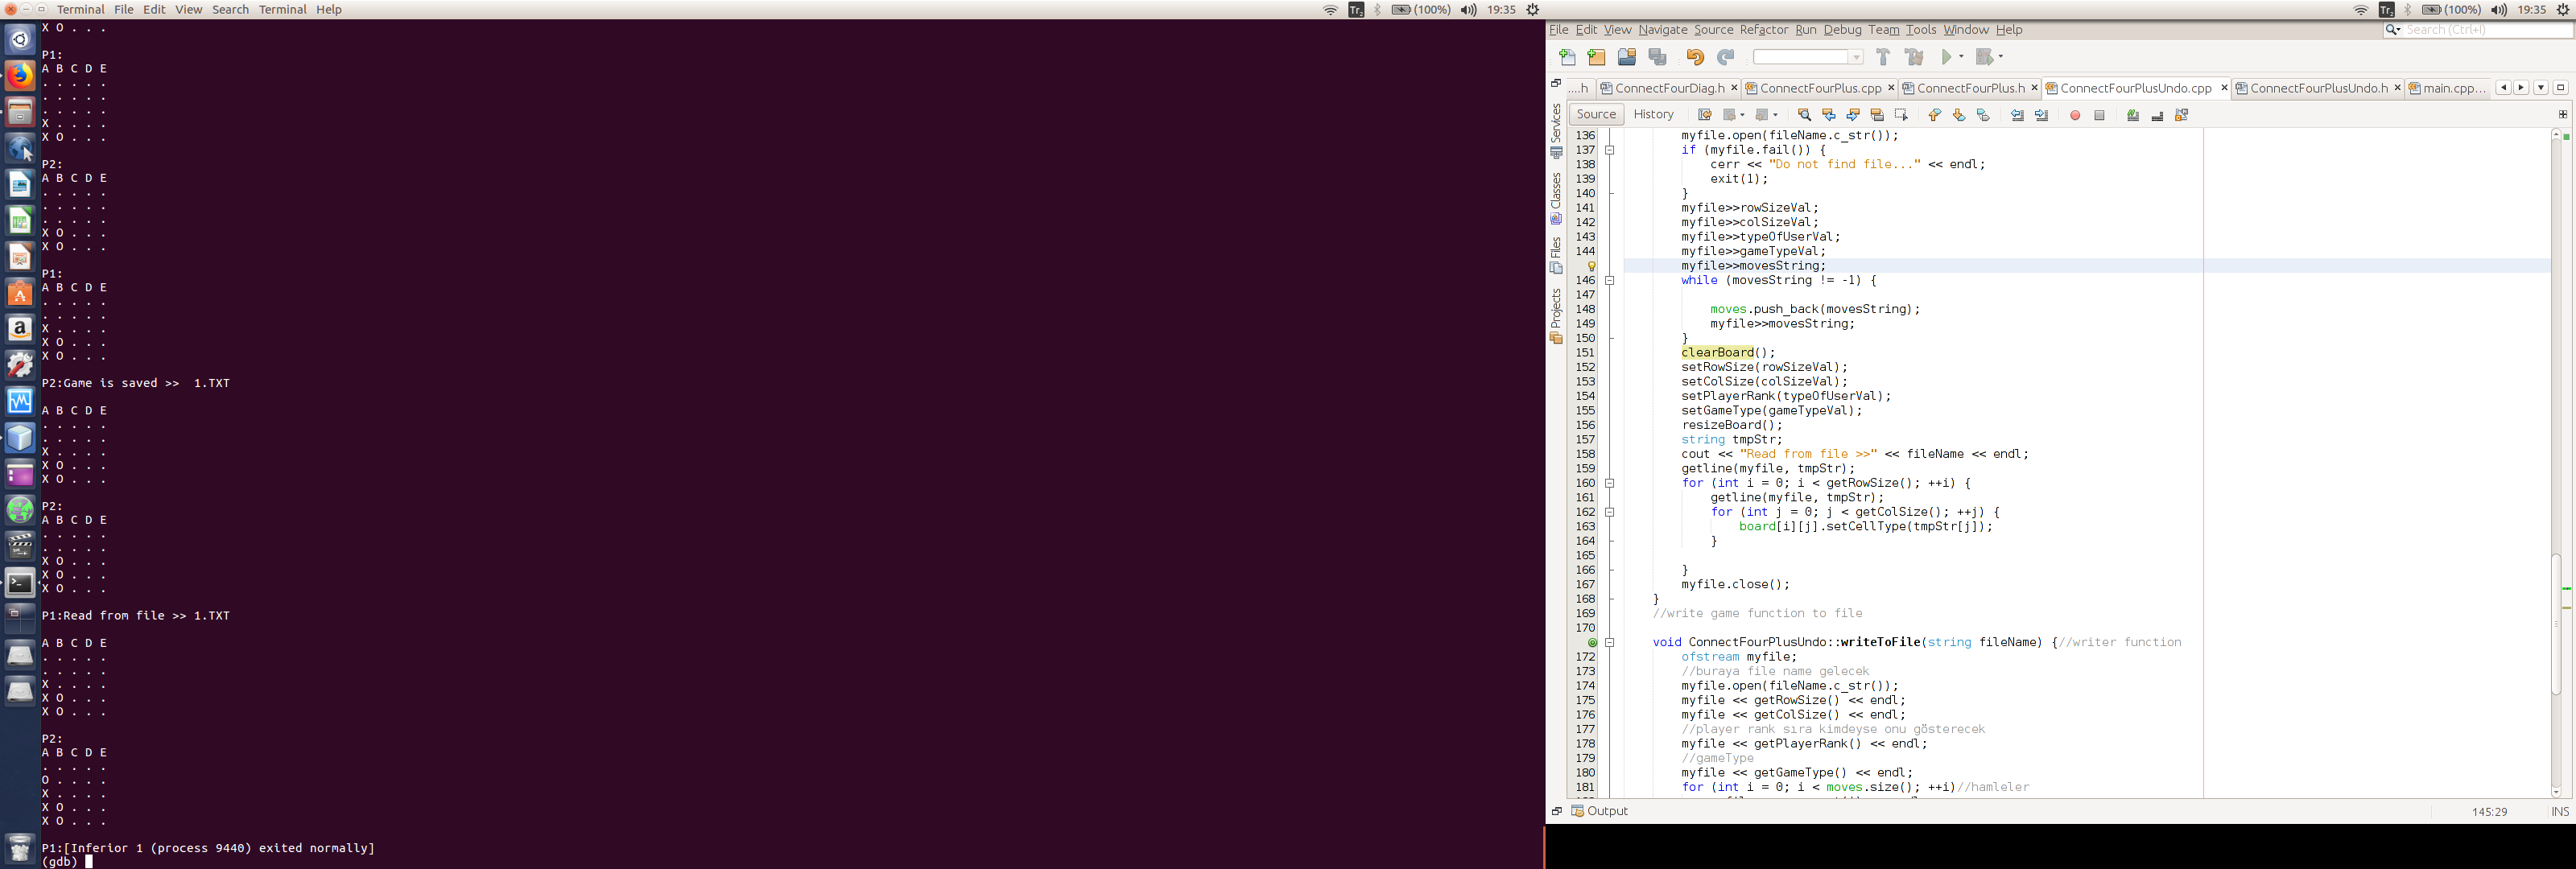 Terminal File Edit View Search Terminal Help
Tr2 (100%) 19:35
X O . . .
P1:
A B C D E
. . . . .
. . . . .
. . . . .
X . . . .
X O . . .
P2:
A B C D E
. . . . .
. . . . .
. . . . .
X O . . .
X O . . .
P1:
A B C D E
. . . . .
. . . . .
X . . . .
X O . . .
X O . . .
P2:Game is saved >>  1.TXT
A B C D E
. . . . .
. . . . .
X . . . .
X O . . .
X O . . .
P2:
A B C D E
. . . . .
. . . . .
X O . . .
X O . . .
X O . . .
P1:Read from file >> 1.TXT
A B C D E
. . . . .
. . . . .
X . . . .
X O . . .
X O . . .
P2:
A B C D E
. . . . .
O . . . .
X . . . .
X O . . .
X O . . .
P1:[Inferior 1 (process 9440) exited normally]
(gdb)
Tr2 (100%) 19:35
File Edit View Navigate Source Refactor Run Debug Team Tools Window Help
Search (Ctrl+I)
....h ConnectFourDiag.h ConnectFourPlus.cpp ConnectFourPlus.h ConnectFourPlusUndo.cpp ConnectFourPlusUndo.h main.cpp...
Source History
Services
Classes
Files
Projects
136 myfile.open(fileName.c_str());
137 if (myfile.fail()) {
138 cerr << "Do not find file..." << endl;
139 exit(1);
140 }
141 myfile>>rowSizeVal;
142 myfile>>colSizeVal;
143 myfile>>typeOfUserVal;
144 myfile>>gameTypeVal;
myfile>>movesString;
146 while (movesString != -1) {
147
148 moves.push_back(movesString);
149 myfile>>movesString;
150 }
151 clearBoard();
152 setRowSize(rowSizeVal);
153 setColSize(colSizeVal);
154 setPlayerRank(typeOfUserVal);
155 setGameType(gameTypeVal);
156 resizeBoard();
157 string tmpStr;
158 cout << "Read from file >>" << fileName << endl;
159 getline(myfile, tmpStr);
160 for (int i = 0; i < getRowSize(); ++i) {
161 getline(myfile, tmpStr);
162 for (int j = 0; j < getColSize(); ++j) {
163 board[i][j].setCellType(tmpStr[j]);
164 }
165
166 }
167 myfile.close();
168 }
169 //write game function to file
170
void ConnectFourPlusUndo::writeToFile(string fileName) {//writer function
172 ofstream myfile;
173 //buraya file name gelecek
174 myfile.open(fileName.c_str());
175 myfile << getRowSize() << endl;
176 myfile << getColSize() << endl;
177 //player rank sıra kimdeyse onu gösterecek
178 myfile << getPlayerRank() << endl;
179 //gameType
180 myfile << getGameType() << endl;
181 for (int i = 0; i < moves.size(); ++i)//hamleler
Output
145:29 INS